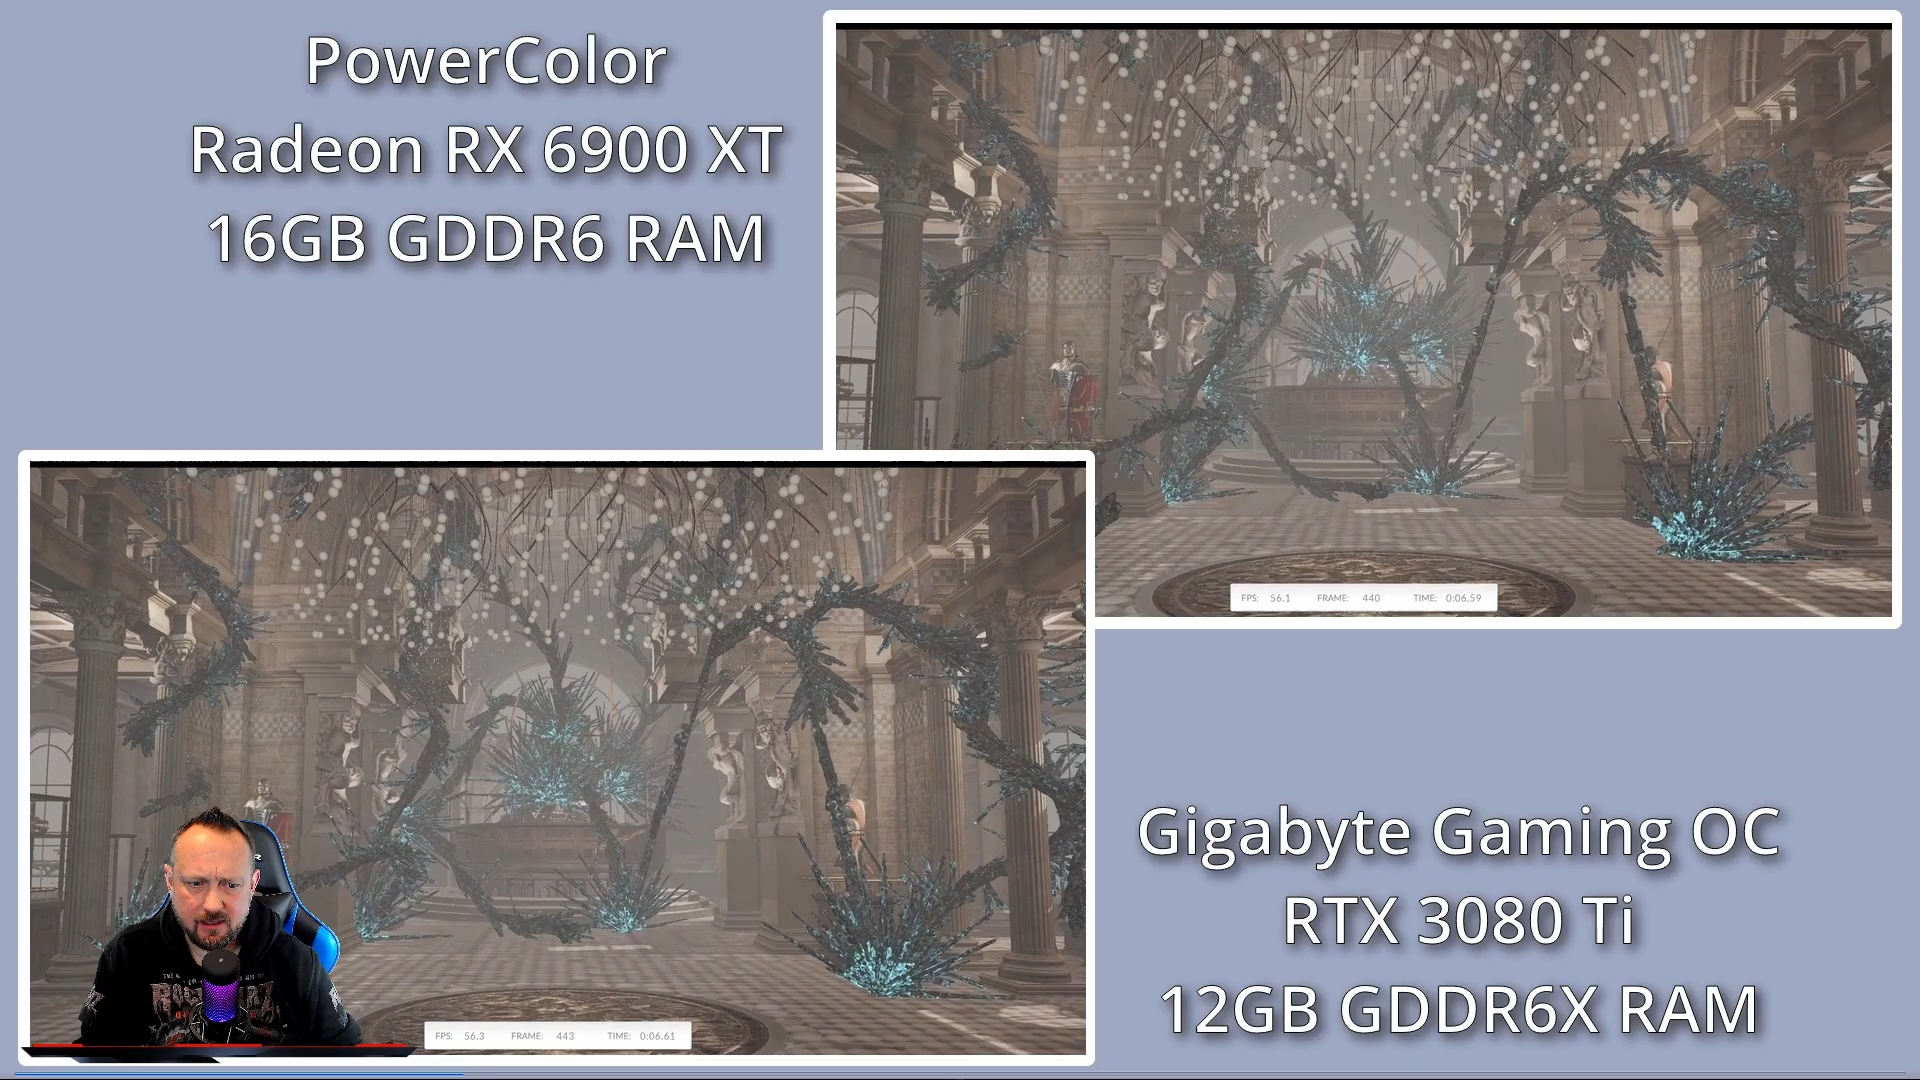 PowerColor
Radeon RX 6900 XT
16GB GDDR6 RAM
FPS: 56.1 FRAME: 440 TIME: 0:06.59
Gigabyte Gaming OC
RTX 3080 Ti
12GB GDDR6X RAM
FPS: 56.3 FRAME: 443 TIME: 0:06.61